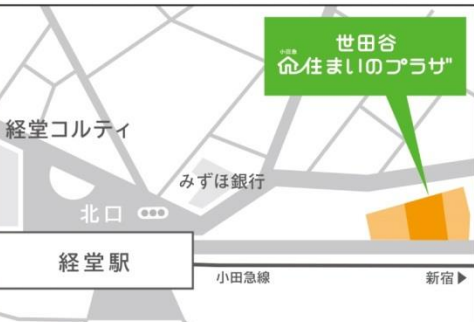 世田谷
小田急
住まいのプラザ
経堂コルティ
みずほ銀行
北口
経堂駅
小田急線
新宿▶